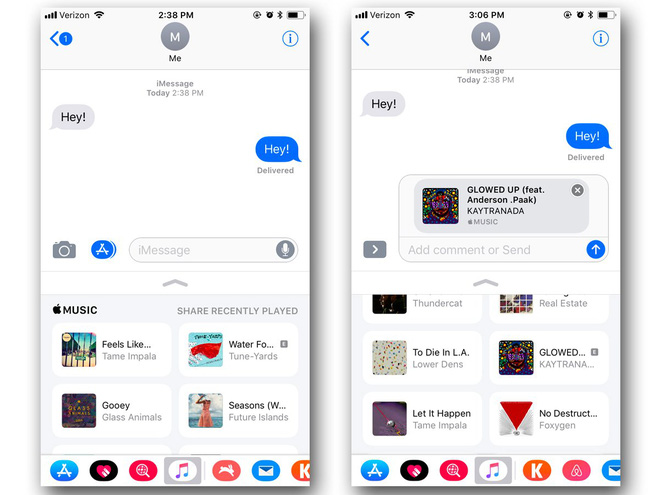 Verizon 2:38 PM
1
M
Me
iMessage
Today 2:38 PM
Hey!
Hey!
Delivered
iMessage
MUSIC
SHARE RECENTLY PLAYED
Feels Like...
Tame Impala
Water Fo... E
Tune-Yards
Gooey
Glass Animals
Seasons (W...
Future Islands
K
Verizon 3:06 PM
M
Me
iMessage
Today 2:38 PM
Hey!
Hey!
Delivered
GLOWED UP (feat.
Anderson .Paak)
KAYTRANADA
MUSIC
Add comment or Send
Thundercat
Real Estate
To Die In L.A.
Lower Dens
GLOWED... E
KAYTRANA...
Let It Happen
Tame Impala
No Destruct...
Foxygen
K